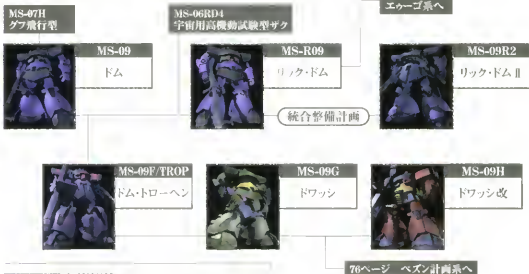 MS-07H
グフ飛行型
MS-06RD4
宇宙用高機動試験型ザク
エゥーゴ系へ
MS-09
ドム
MS-R09
リック・ドム
MS-09R2
リック・ドムⅡ
統合整備計画
MS-09F/TROP
ドム・トローペン
MS-09G
ドワッジ
MS-09H
ドワッジ改
76ページ ペズン計画系へ